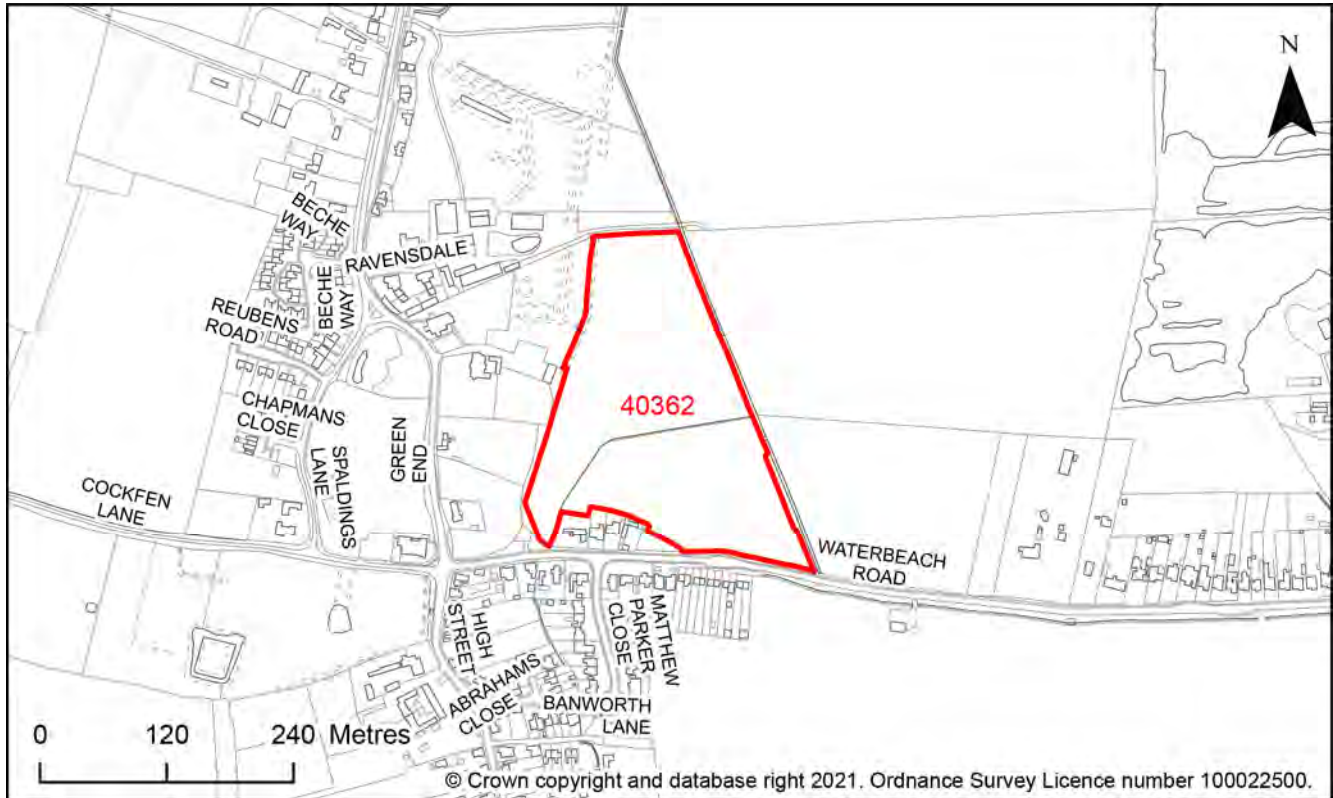 N
BECHE
WAY
RAVENSDALE
BECHE
WAY
REUBENS
ROAD
CHAPMANS
CLOSE
SPALDINGS
LANE
GREEN
END
40362
COCKFEN
LANE
WATERBEACH
ROAD
HIGH
STREET
MATTHEW
PARKER
CLOSE
ABRAHAMS
CLOSE
BANWORTH
LANE
0 120 240 Metres
© Crown copyright and database right 2021. Ordnance Survey Licence number 100022500.